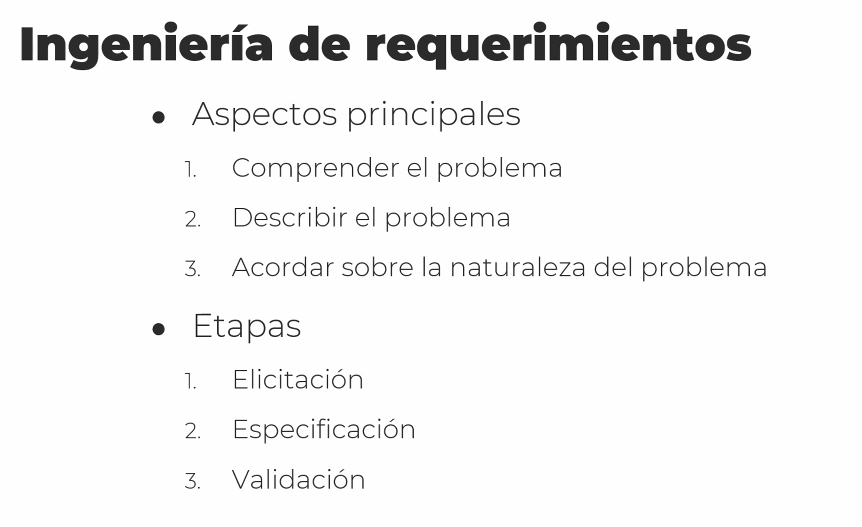 Ingeniería de requerimientos
● Aspectos principales
1. Comprender el problema
2. Describir el problema
3. Acordar sobre la naturaleza del problema
● Etapas
1. Elicitación
2. Especificación
3. Validación